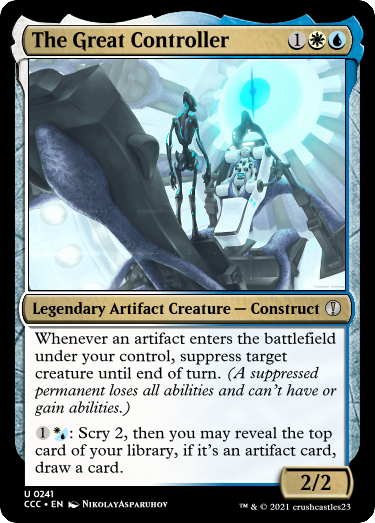 The Great Controller 1
Legendary Artifact Creature — Construct
Whenever an artifact enters the battlefield
under your control, suppress target
creature until end of turn. (A suppressed
permanent loses all abilities and can't have or
gain abilities.)
1 : Scry 2, then you may reveal the top
card of your library, if it's an artifact card,
draw a card.
2/2
U 0241
CCC • EN NikolayAsparuhov
™ & © 2021 crushcastles23